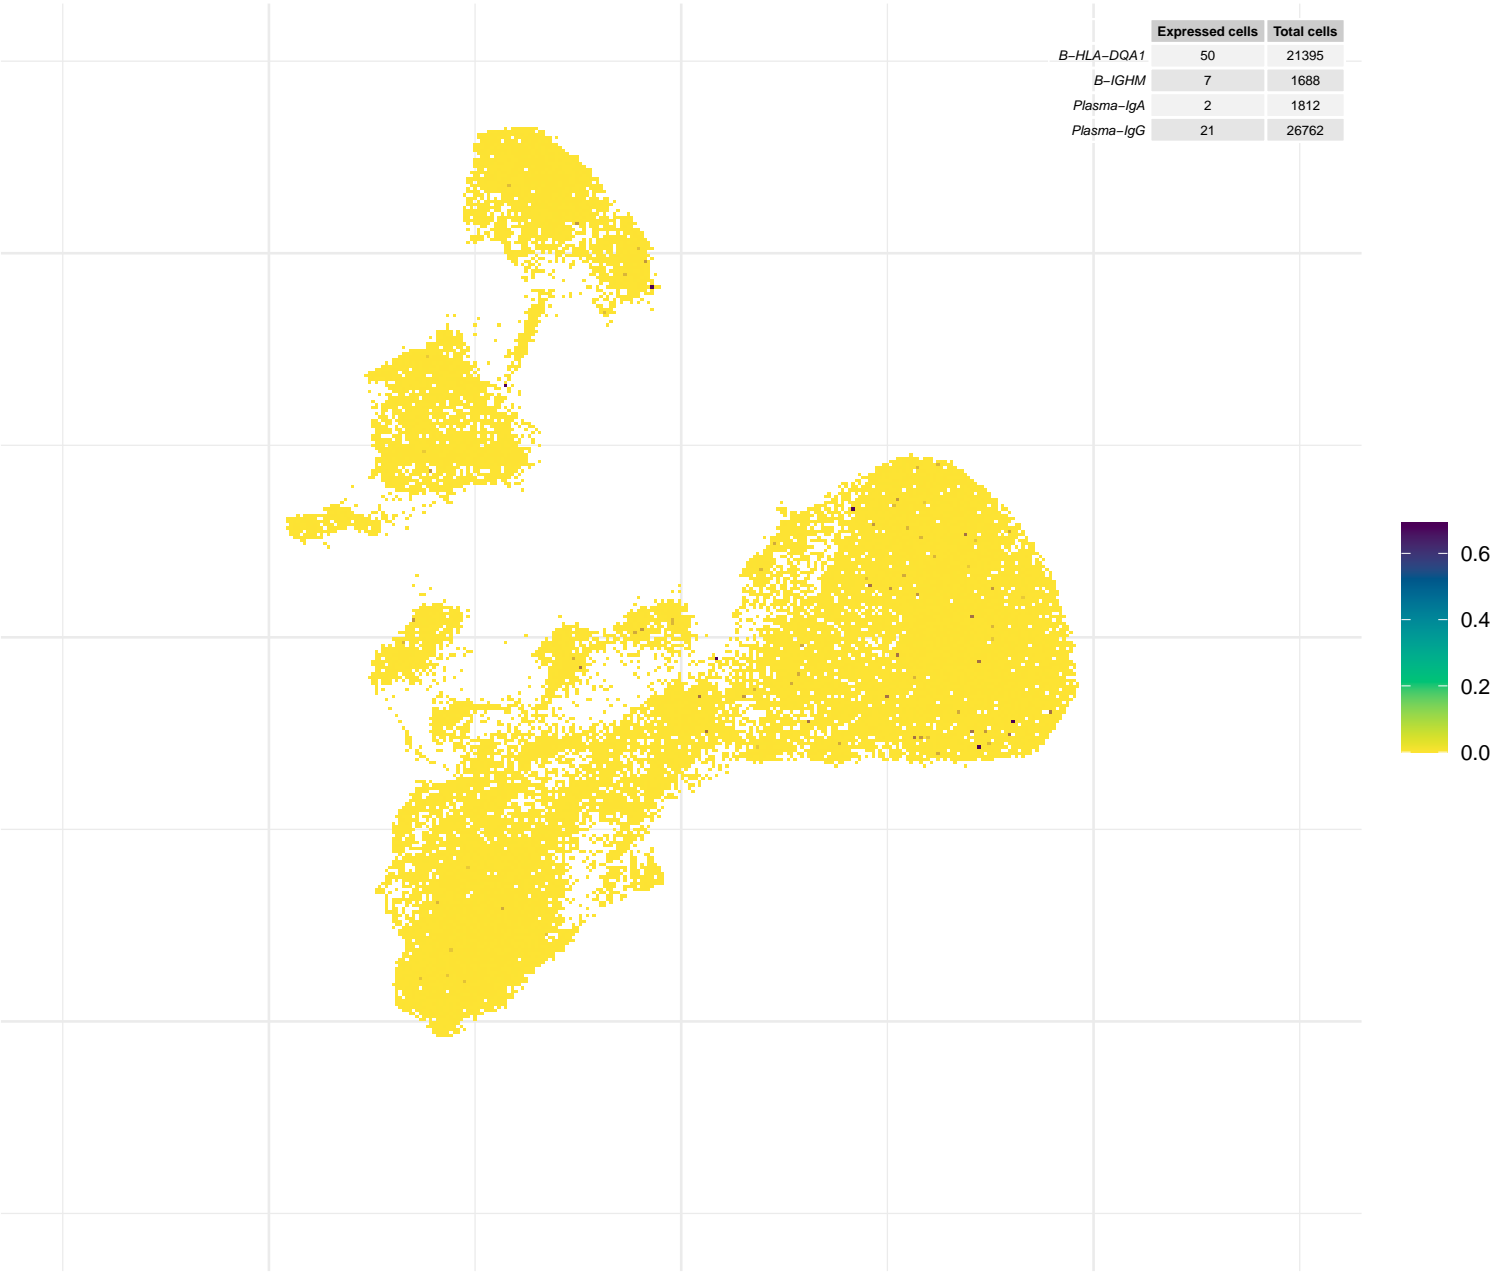 Expressed cells Total cells
B−HLA−DQA1 50 21395
B−IGHM 7 1688
Plasma−IgA 2 1812
Plasma−IgG 21 26762
0.6
0.4
0.2
0.0